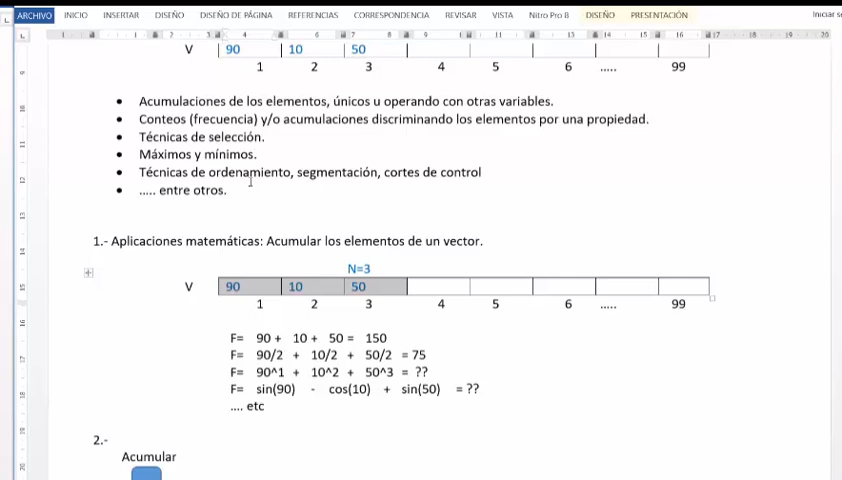 ARCHIVO INICIO INSERTAR DISEÑO DISEÑO DE PÁGINA REFERENCIAS CORRESPONDENCIA REVISAR VISTA Nitro Pro 8 DISEÑO PRESENTACIÓN Iniciar s
V 90 10 50
1 2 3 4 5 6 ..... 99
• Acumulaciones de los elementos, únicos u operando con otras variables.
• Conteos (frecuencia) y/o acumulaciones discriminando los elementos por una propiedad.
• Técnicas de selección.
• Máximos y mínimos.
• Técnicas de ordenamiento, segmentación, cortes de control
• ..... entre otros.
1.- Aplicaciones matemáticas: Acumular los elementos de un vector.
N=3
V 90 10 50
1 2 3 4 5 6 ..... 99
F= 90 + 10 + 50 = 150
F= 90/2 + 10/2 + 50/2 = 75
F= 90^1 + 10^2 + 50^3 = ??
F= sin(90) - cos(10) + sin(50) = ??
.... etc
2.-
Acumular